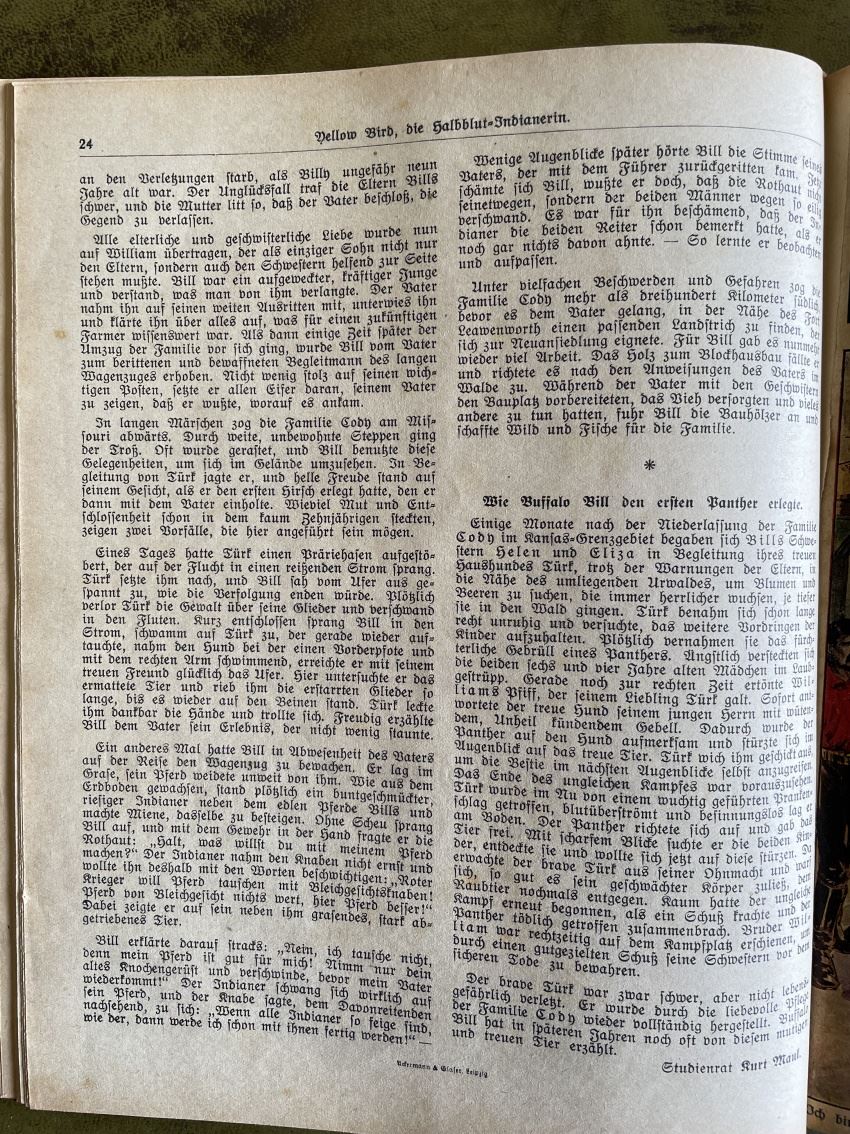 24
Yellow Bird, die Halbblut-Indianerin.
an den Verletzungen starb, als Billy ungefähr neun
Jahre alt war. Der Unglücksfall traf die Eltern Bills
schwer, und die Mutter litt so, daß der Vater beschloß, die
Gegend zu verlassen.
Alle elterliche und geschwisterliche Liebe wurde nun
auf William übertragen, der als einziger Sohn nicht nur
den Eltern, sondern auch den Schwestern helfend zur Seite
stehen mußte. Bill war ein aufgeweckter, kräftiger Junge
und verstand, was man von ihm verlangte. Der Vater
nahm ihn auf seinen weiten Ausritten mit, unterwies ihn
und klärte ihn über alles auf, was für einen zukünftigen
Farmer wissenswert war. Als dann einige Zeit später der
Umzug der Familie vor sich ging, wurde Bill vom Vater
zum berittenen und bewaffneten Begleitmann des langen
Wagenzuges erhoben. Nicht wenig stolz auf seinen wich-
tigen Posten, setzte er allen Eifer daran, seinem Vater
zu zeigen, daß er wußte, worauf es ankam.
In langen Märschen zog die Familie Cody am Mis-
souri abwärts. Durch weite, unbewohnte Steppen ging
der Troß. Oft wurde gerastet, und Bill benutzte diese
Gelegenheiten, um sich im Gelände umzusehen. In Be-
gleitung von Türk jagte er, und helle Freude stand auf
seinem Gesicht, als er den ersten Hirsch erlegt hatte, den er
dann mit dem Vater einholte. Wieviel Mut und Ent-
schlossenheit schon in dem kaum Zehnjährigen steckten,
zeigen zwei Vorfälle, die hier angeführt sein mögen.
Eines Tages hatte Türk einen Präriehasen aufgestö-
bert, der auf der Flucht in einen reißenden Strom sprang.
Türk setzte ihm nach, und Bill sah vom Ufer aus ge-
spannt zu, wie die Verfolgung enden würde. Plötzlich
verlor Türk die Gewalt über seine Glieder und verschwand
in den Fluten. Kurz entschlossen sprang Bill in den
Strom, schwamm auf Türk zu, der gerade wieder auf-
tauchte, nahm den Hund bei der einen Vorderpfote und
mit dem rechten Arm schwimmend, erreichte er mit seinem
treuen Freund glücklich das Ufer. Hier untersuchte er das
ermattete Tier und rieb ihm die erstarrten Glieder so
lange, bis es wieder auf den Beinen stand. Türk leckte
ihm dankbar die Hände und trollte sich. Freudig erzählte
Bill dem Vater sein Erlebnis, der nicht wenig staunte.
Ein anderes Mal hatte Bill in Abwesenheit des Vaters
auf der Reise den Wagenzug zu bewachen. Er lag im
Grase, sein Pferd weidete unweit von ihm. Wie aus dem
Erdboden gewachsen, stand plötzlich ein buntgeschmückter,
riesiger Indianer neben dem edlen Pferde Bills und
machte Miene, dasselbe zu besteigen. Ohne Scheu sprang
Bill auf, und mit dem Gewehr in der Hand fragte er die
Rothaut: „Halt, was willst du mit meinem Pferd
machen?“ Der Indianer nahm den Knaben nicht ernst und
wollte ihn deshalb mit den Worten beschwichtigen: „Roter
Krieger will Pferd tauschen mit Bleichgesichtsknaben!
Pferd von Bleichgesicht nichts wert, hier Pferd besser!“
Dabei zeigte er auf sein neben ihm grasendes, stark ab-
getriebenes Tier.
Bill erklärte darauf stracks: „Nein, ich tausche nicht,
denn mein Pferd ist gut für mich! Nimm nur dein
altes Knochengerüst und verschwinde, bevor mein Vater
wiederkommt!“ Der Indianer schwang sich wirklich auf
sein Pferd, und der Knabe sagte, dem Davonreitenden
nachsehend, zu sich: „Wenn alle Indianer so feige sind,
wie der, dann werde ich schon mit ihnen fertig werden!“ —
Wenige Augenblicke später hörte Bill die Stimme seines
Vaters, der mit dem Führer zurückgeritten kam. Jetzt
schämte sich Bill, wußte er doch, daß die Rothaut nicht
seinetwegen, sondern der beiden Männer wegen so eilig
verschwand. Es war für ihn beschämend, daß der In-
dianer die beiden Reiter schon bemerkt hatte, als er
noch gar nichts davon ahnte. — So lernte er beobachten
und aufpassen.
Unter vielfachen Beschwerden und Gefahren zog die
Familie Cody mehr als dreihundert Kilometer südlich,
bevor es dem Vater gelang, in der Nähe des Fort
Leawenworth einen passenden Landstrich zu finden, der
sich zur Neuansiedlung eignete. Für Bill gab es nunmehr
wieder viel Arbeit. Das Holz zum Blockhausbau fällte er
und richtete es nach den Anweisungen des Vaters im
Walde zu. Während der Vater mit den Geschwistern
den Bauplatz vorbereiteten, das Vieh versorgten und vieles
andere zu tun hatten, fuhr Bill die Bauhölzer an und
schaffte Wild und Fische für die Familie.
*
Wie Buffalo Bill den ersten Panther erlegte.
Einige Monate nach der Niederlassung der Familie
Cody im Kansas-Grenzgebiet begaben sich Bills Schwe-
stern Helen und Eliza in Begleitung ihres treuen
Haushundes Türk, trotz der Warnungen der Eltern, in
die Nähe des umliegenden Urwaldes, um Blumen und
Beeren zu suchen, die immer herrlicher wuchsen, je tiefer
sie in den Wald gingen. Türk benahm sich schon lange
recht unruhig und versuchte, das weitere Vordringen der
Kinder aufzuhalten. Plötzlich vernahmen sie das fürch-
terliche Gebrüll eines Panthers. Ängstlich versteckten sich
die beiden sechs und vier Jahre alten Mädchen im Laub-
gestrüpp. Gerade noch zur rechten Zeit ertönte Wil-
liams Pfiff, der seinem Liebling Türk galt. Sofort ant-
wortete der treue Hund seinem jungen Herrn mit wüten-
dem, Unheil kündendem Gebell. Dadurch wurde der
Panther auf den Hund aufmerksam und stürzte sich im
Augenblick auf das treue Tier. Türk wich ihm geschickt aus,
um die Bestie im nächsten Augenblicke selbst anzugreifen.
Das Ende des ungleichen Kampfes war vorauszusehen.
Türk wurde im Nu von einem wuchtig geführten Pranken-
schlag getroffen, blutüberströmt und besinnungslos lag er
am Boden. Der Panther richtete sich auf und gab das
Tier frei. Mit scharfem Blicke suchte er die beiden Kin-
der, entdeckte sie und wollte sich jetzt auf diese stürzen. Da
erwachte der brave Türk aus seiner Ohnmacht und warf
sich, so gut es sein geschwächter Körper zuließ, dem
Raubtier nochmals entgegen. Kaum hatte der ungleiche
Kampf erneut begonnen, als ein Schuß krachte und der
Panther tödlich getroffen zusammenbrach. Bruder Wil-
liam war rechtzeitig auf dem Kampfplatz erschienen, um
durch einen gutgezielten Schuß seine Schwestern vor dem
sicheren Tode zu bewahren.
Der brave Türk war zwar schwer, aber nicht lebens-
gefährlich verletzt. Er wurde durch die liebevolle Pflege
der Familie Cody wieder vollständig hergestellt. Buffalo
Bill hat in späteren Jahren noch oft von diesem mutigen
und treuen Tier erzählt.
Studienrat Kurt Maul.
Ackermann & Glaser, Leipzig
Ich bin